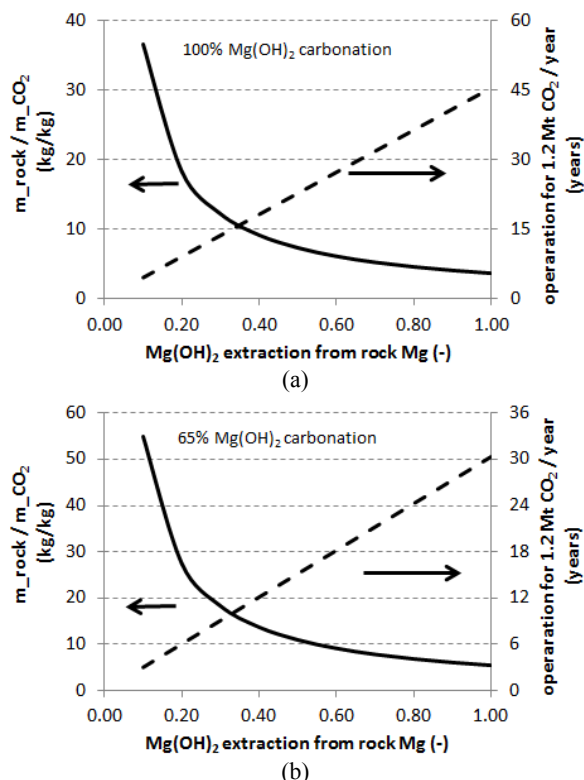 40
30
20
10
0
m_rock / m_CO2
(kg/kg)
100% Mg(OH)2 carbonation
60
45
30
15
0
operaration for 1.2 Mt CO2 / year
(years)
0.00 0.20 0.40 0.60 0.80 1.00
Mg(OH)2 extraction from rock Mg (-)
(a)
60
50
40
30
20
10
0
m_rock / m_CO2
(kg/kg)
65% Mg(OH)2 carbonation
36
30
24
18
12
6
0
operaration for 1.2 Mt CO2 / year
(years)
0.00 0.20 0.40 0.60 0.80 1.00
Mg(OH)2 extraction from rock Mg (-)
(b)